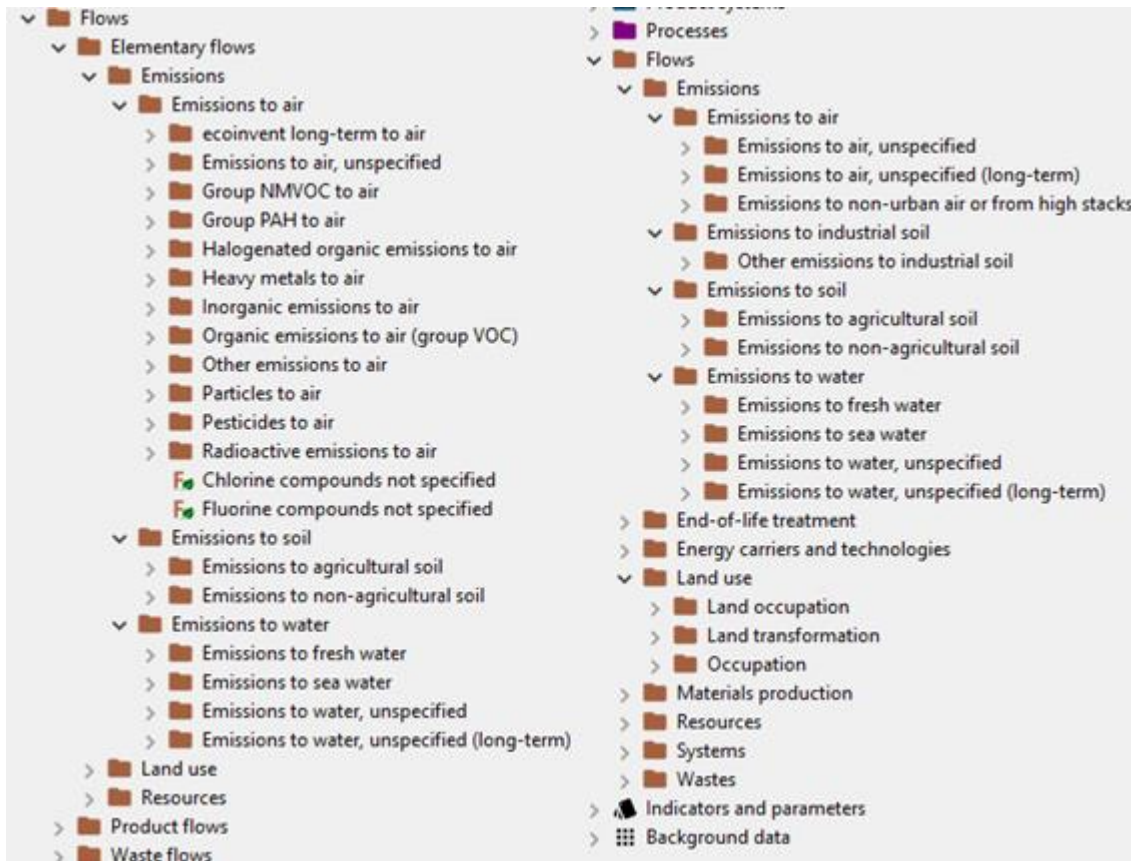 Flows
Elementary flows
Emissions
Emissions to air
ecoinvent long-term to air
Emissions to air, unspecified
Group NMVOC to air
Group PAH to air
Halogenated organic emissions to air
Heavy metals to air
Inorganic emissions to air
Organic emissions to air (group VOC)
Other emissions to air
Particles to air
Pesticides to air
Radioactive emissions to air
Chlorine compounds not specified
Fluorine compounds not specified
Emissions to soil
Emissions to agricultural soil
Emissions to non-agricultural soil
Emissions to water
Emissions to fresh water
Emissions to sea water
Emissions to water, unspecified
Emissions to water, unspecified (long-term)
Land use
Resources
Product flows
Waste flows
Processes
Flows
Emissions
Emissions to air
Emissions to air, unspecified
Emissions to air, unspecified (long-term)
Emissions to non-urban air or from high stacks
Emissions to industrial soil
Other emissions to industrial soil
Emissions to soil
Emissions to agricultural soil
Emissions to non-agricultural soil
Emissions to water
Emissions to fresh water
Emissions to sea water
Emissions to water, unspecified
Emissions to water, unspecified (long-term)
End-of-life treatment
Energy carriers and technologies
Land use
Land occupation
Land transformation
Occupation
Materials production
Resources
Systems
Wastes
Indicators and parameters
Background data